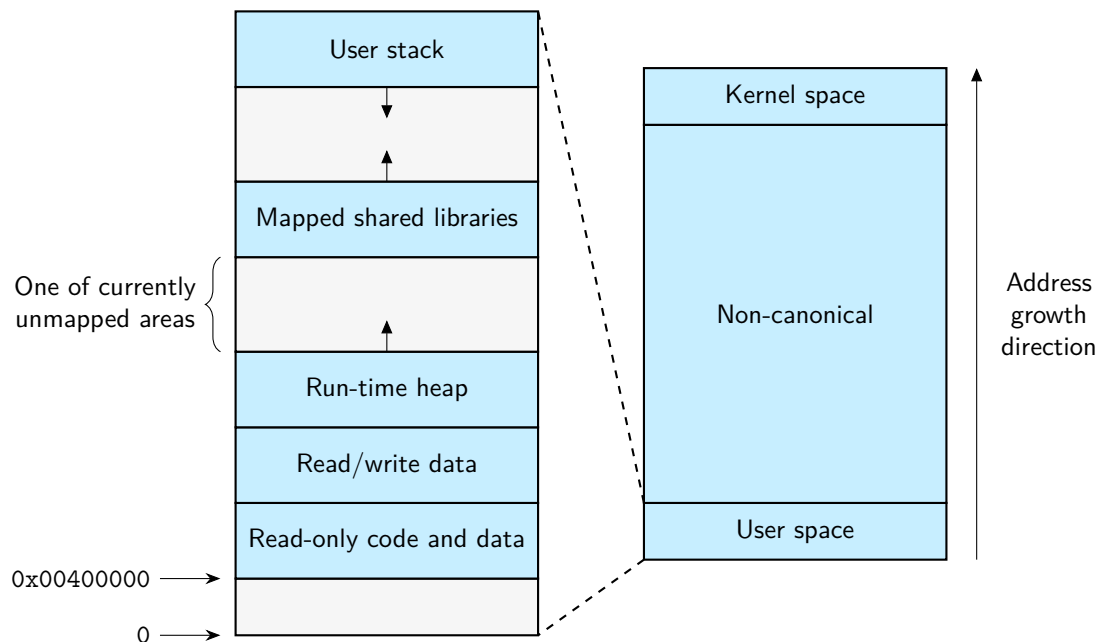 User stack
Mapped shared libraries
One of currently
unmapped areas
Run-time heap
Read/write data
Read-only code and data
0x00400000
0
Kernel space
Non-canonical
User space
Address
growth
direction